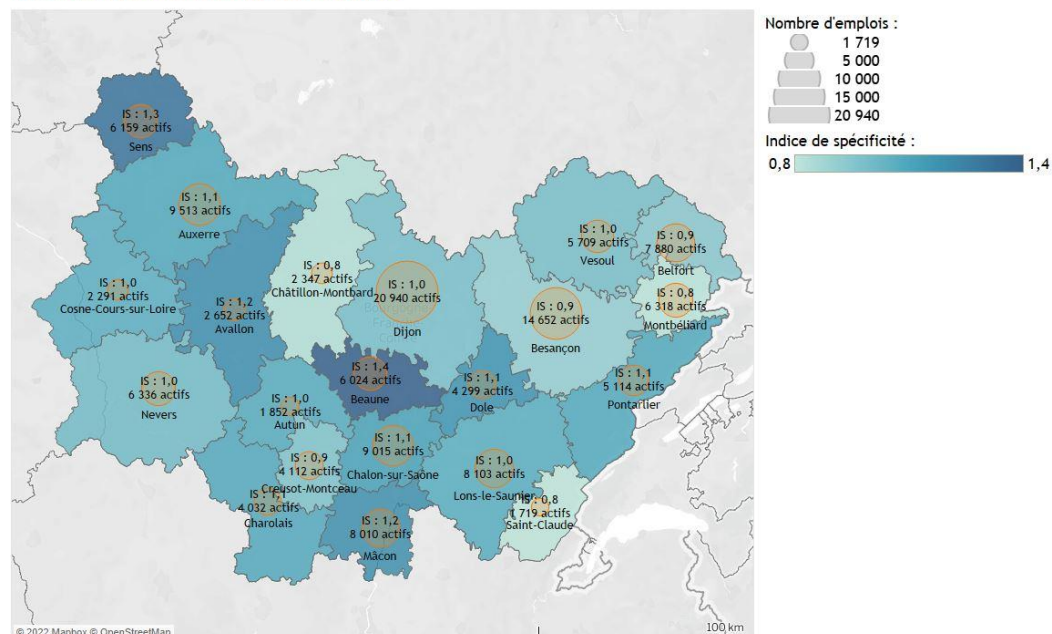 Nombre d'emplois :
1 719
5 000
10 000
15 000
20 940
Indice de spécificité :
0,8
1,4
IS : 1,3
6 159 actifs
Sens
IS : 1,1
9 513 actifs
Auxerre
IS : 1,0
2 291 actifs
Cosne-Cours-sur-Loire
IS : 1,2
2 652 actifs
Avallon
IS : 0,8
2 347 actifs
Châtillon-Montbard
IS : 1,0
20 940 actifs
Dijon
IS : 1,0
5 709 actifs
Vesoul
IS : 0,9
7 880 actifs
Belfort
IS : 0,8
6 318 actifs
Montbéliard
IS : 0,9
14 652 actifs
Besançon
IS : 1,0
6 336 actifs
Nevers
IS : 1,4
6 024 actifs
Beaune
IS : 1,1
4 299 actifs
Dole
IS : 1,1
5 114 actifs
Pontarlier
IS : 1,0
1 852 actifs
Autun
IS : 1,1
9 015 actifs
Chalon-sur-Saône
IS : 0,9
4 112 actifs
Creusot-Montceau
IS : 1,0
8 103 actifs
Lons-le-Saunier
IS : 1,1
4 032 actifs
Charolais
IS : 1,2
8 010 actifs
Mâcon
IS : 0,8
1 719 actifs
Saint-Claude
© 2022 Mapbox © OpenStreetMap
100 km